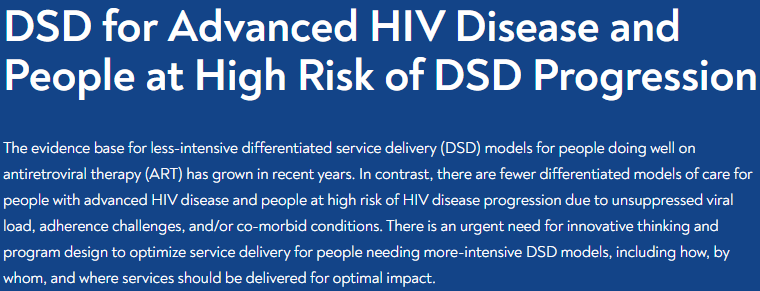 DSD for Advanced HIV Disease and
People at High Risk of DSD Progression
The evidence base for less-intensive differentiated service delivery (DSD) models for people doing well on
antiretroviral therapy (ART) has grown in recent years. In contrast, there are fewer differentiated models of care for
people with advanced HIV disease and people at high risk of HIV disease progression due to unsuppressed viral
load, adherence challenges, and/or co-morbid conditions. There is an urgent need for innovative thinking and
program design to optimize service delivery for people needing more-intensive DSD models, including how, by
whom, and where services should be delivered for optimal impact.